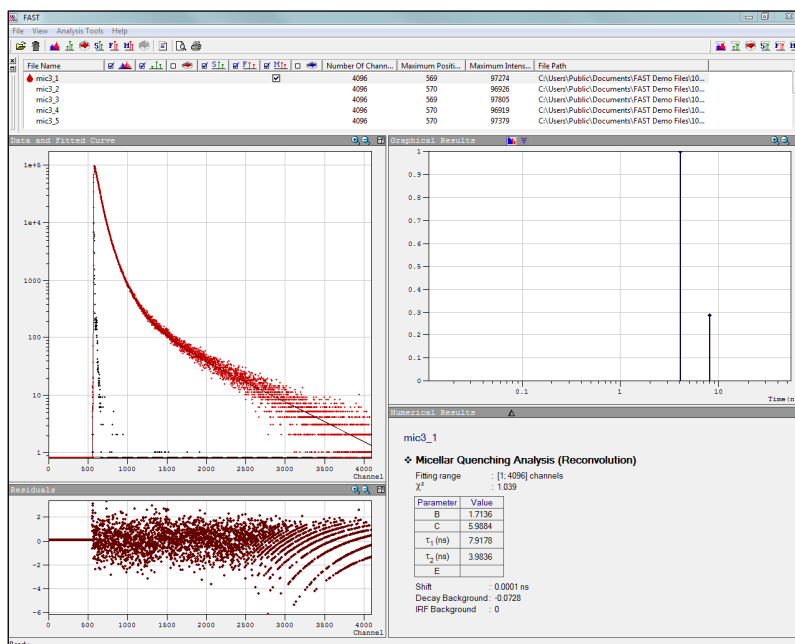 FAST
File View Analysis Tools Help
File Name Number Of Chann... Maximum Positi... Maximum Intens... File Path
mic3_1 4096 569 97274 C:\Users\Public\Documents\FAST Demo Files\10...
mic3_2 4096 570 96926 C:\Users\Public\Documents\FAST Demo Files\10...
mic3_3 4096 570 97805 C:\Users\Public\Documents\FAST Demo Files\10...
mic3_4 4096 570 96919 C:\Users\Public\Documents\FAST Demo Files\10...
mic3_5 4096 570 97379 C:\Users\Public\Documents\FAST Demo Files\10...
Data and Fitted Curve
1e+5
1e+4
1000
100
10
1
0 500 1000 1500 2000 2500 3000 3500 4000
Channel
Residuals
2
0
-2
-4
-6
0 500 1000 1500 2000 2500 3000 3500 4000
Channel
Graphical Results
1
0.9
0.8
0.7
0.6
0.5
0.4
0.3
0.2
0.1
0
0.1 1 10
Time (n
Numerical Results
mic3_1
❖ Micellar Quenching Analysis (Reconvolution)
Fitting range : [1; 4096] channels
χ² : 1.039
Parameter Value
B 1.7136
C 5.9884
τ₁ (ns) 7.9178
τ₂ (ns) 3.9836
E
Shift : 0.0001 ns
Decay Background : -0.0728
IRF Background : 0